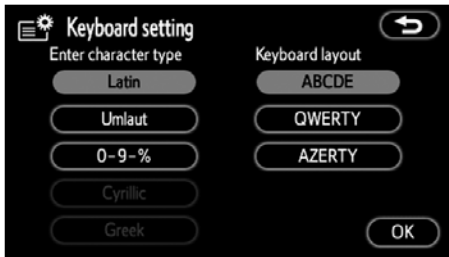 Keyboard setting
Enter character type
Keyboard layout
Latin
ABCDE
Umlaut
QWERTY
0-9-%
AZERTY
Cyrillic
Greek
OK